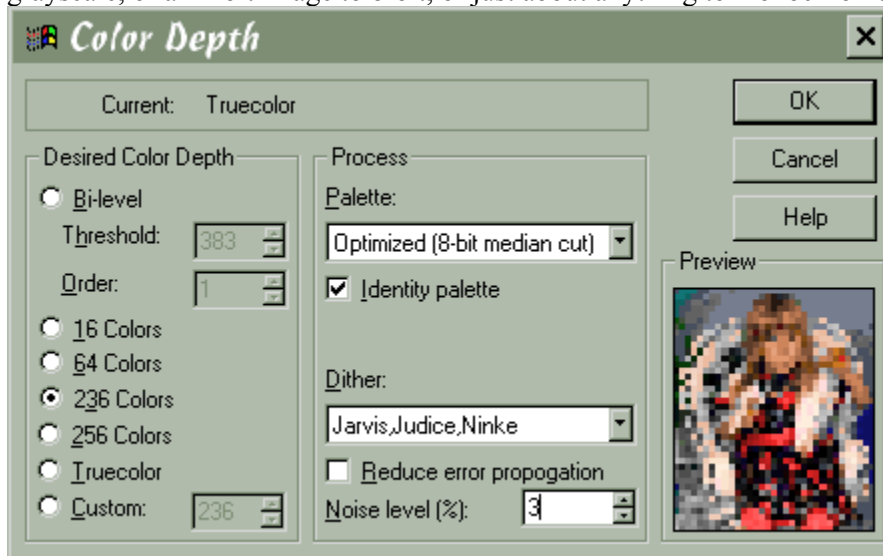 Color Depth
Current: Truecolor
OK
Desired Color Depth
Process
Cancel
Bi-level
Palette:
Threshold: 383
Optimized (8-bit median cut)
Help
Order: 1
Identity palette
Preview
16 Colors
64 Colors
Dither:
236 Colors
Jarvis,Judice,Ninke
256 Colors
Truecolor
Reduce error propogation
Custom: 236
Noise level (%): 3